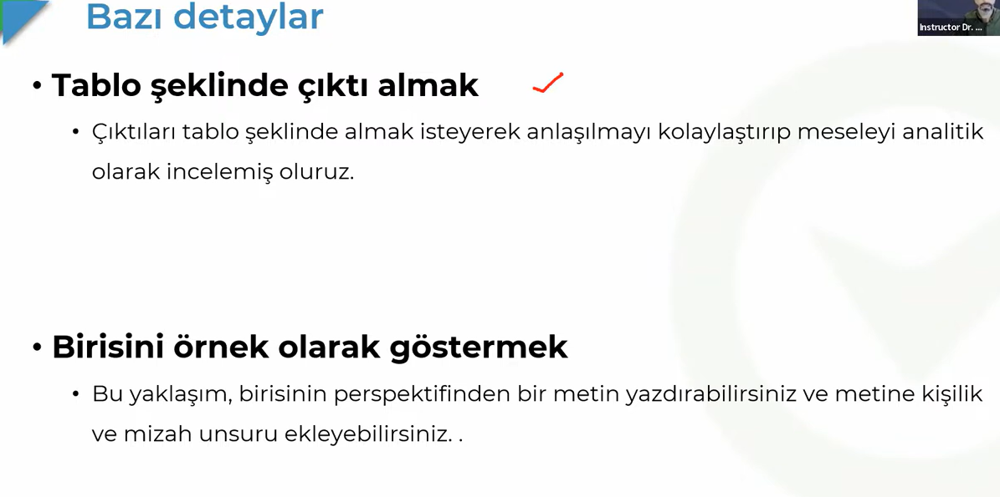 Bazı detaylar
Instructor Dr. ...
• Tablo şeklinde çıktı almak
• Çıktıları tablo şeklinde almak isteyerek anlaşılmayı kolaylaştırıp meseleyi analitik
olarak incelemiş oluruz.
• Birisini örnek olarak göstermek
• Bu yaklaşım, birisinin perspektifinden bir metin yazdırabilirsiniz ve metine kişilik
ve mizah unsuru ekleyebilirsiniz. .